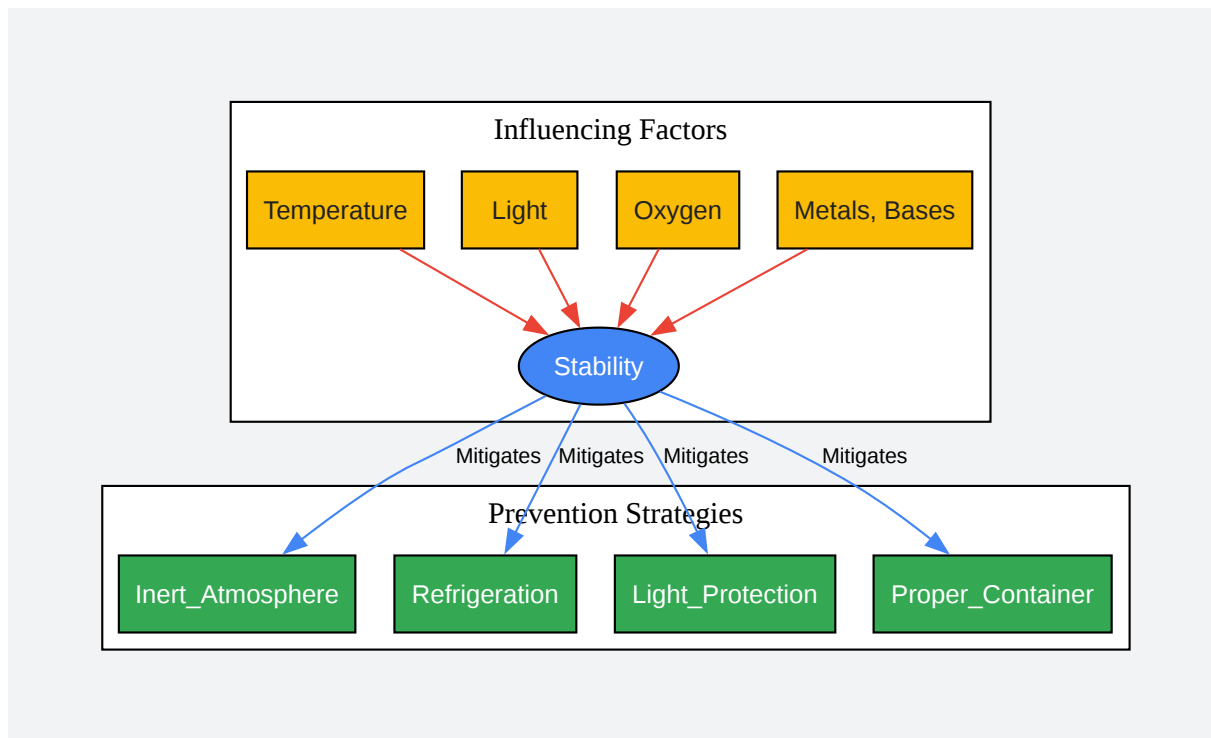 Influencing Factors
Temperature
Light
Oxygen
Metals, Bases
Stability
Mitigates
Mitigates
Mitigates
Mitigates
Prevention Strategies
Inert_Atmosphere
Refrigeration
Light_Protection
Proper_Container